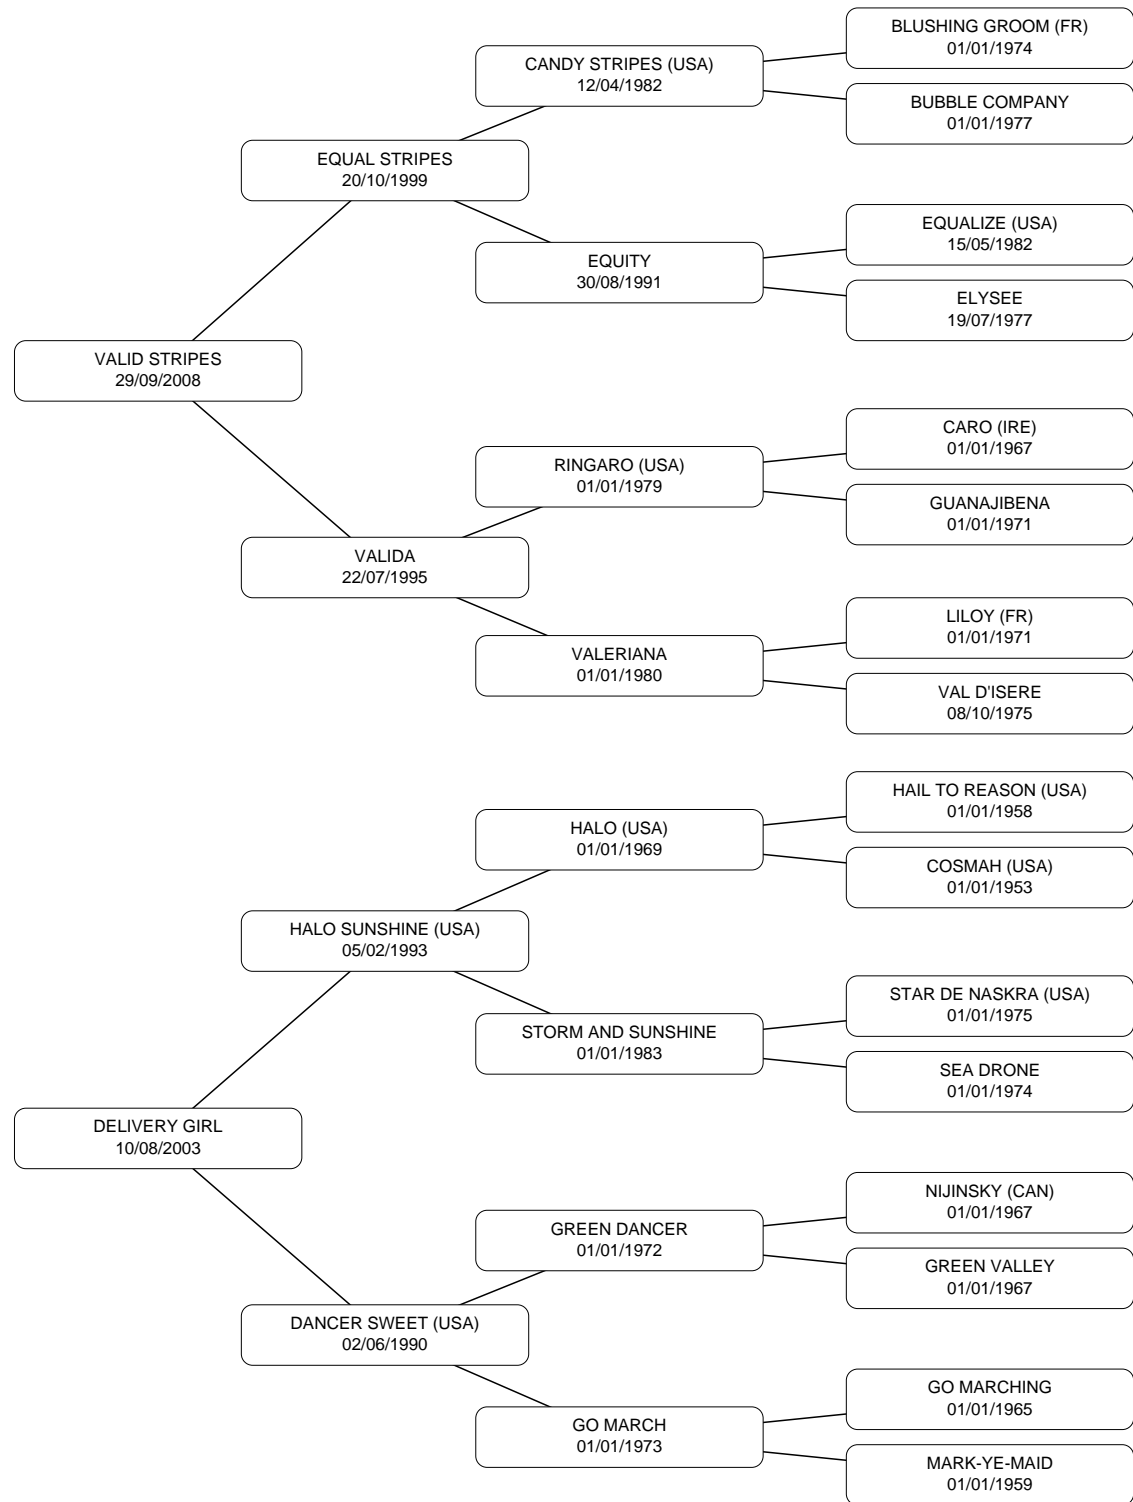 BLUSHING GROOM (FR)
01/01/1974
CANDY STRIPES (USA)
12/04/1982
BUBBLE COMPANY
01/01/1977
EQUAL STRIPES
20/10/1999
EQUALIZE (USA)
15/05/1982
EQUITY
30/08/1991
ELYSEE
19/07/1977
VALID STRIPES
29/09/2008
CARO (IRE)
01/01/1967
RINGARO (USA)
01/01/1979
GUANAJIBENA
01/01/1971
VALIDA
22/07/1995
LILOY (FR)
01/01/1971
VALERIANA
01/01/1980
VAL D'ISERE
08/10/1975
HAIL TO REASON (USA)
01/01/1958
HALO (USA)
01/01/1969
COSMAH (USA)
01/01/1953
HALO SUNSHINE (USA)
05/02/1993
STAR DE NASKRA (USA)
01/01/1975
STORM AND SUNSHINE
01/01/1983
SEA DRONE
01/01/1974
DELIVERY GIRL
10/08/2003
NIJINSKY (CAN)
01/01/1967
GREEN DANCER
01/01/1972
GREEN VALLEY
01/01/1967
DANCER SWEET (USA)
02/06/1990
GO MARCHING
01/01/1965
GO MARCH
01/01/1973
MARK-YE-MAID
01/01/1959